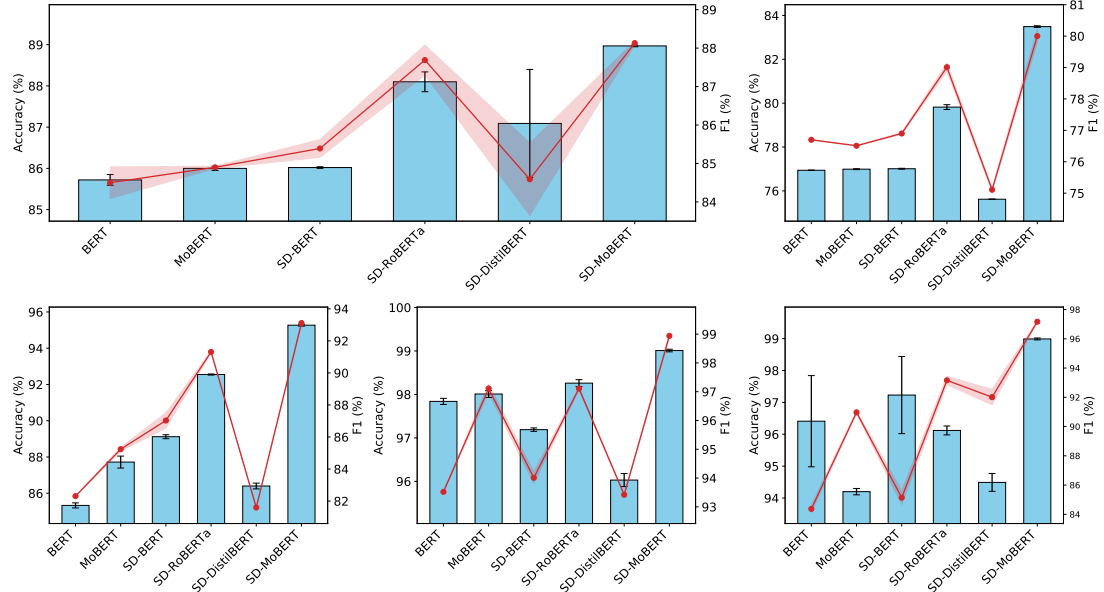 89
88
87
86
85
Accuracy (%)
89
88
87
86
85
84
F1 (%)
BERT
MoBERT
SD-BERT
SD-RoBERTa
SD-DistilBERT
SD-MoBERT
84
82
80
78
76
Accuracy (%)
81
80
79
78
77
76
75
F1 (%)
BERT
MoBERT
SD-BERT
SD-RoBERTa
SD-DistilBERT
SD-MoBERT
96
94
92
90
88
86
Accuracy (%)
94
92
90
88
86
84
82
F1 (%)
BERT
MoBERT
SD-BERT
SD-RoBERTa
SD-DistilBERT
SD-MoBERT
100
99
98
97
96
Accuracy (%)
99
98
97
96
95
94
93
F1 (%)
BERT
MoBERT
SD-BERT
SD-RoBERTa
SD-DistilBERT
SD-MoBERT
99
98
97
96
95
94
Accuracy (%)
98
96
94
92
90
88
86
84
F1 (%)
BERT
MoBERT
SD-BERT
SD-RoBERTa
SD-DistilBERT
SD-MoBERT